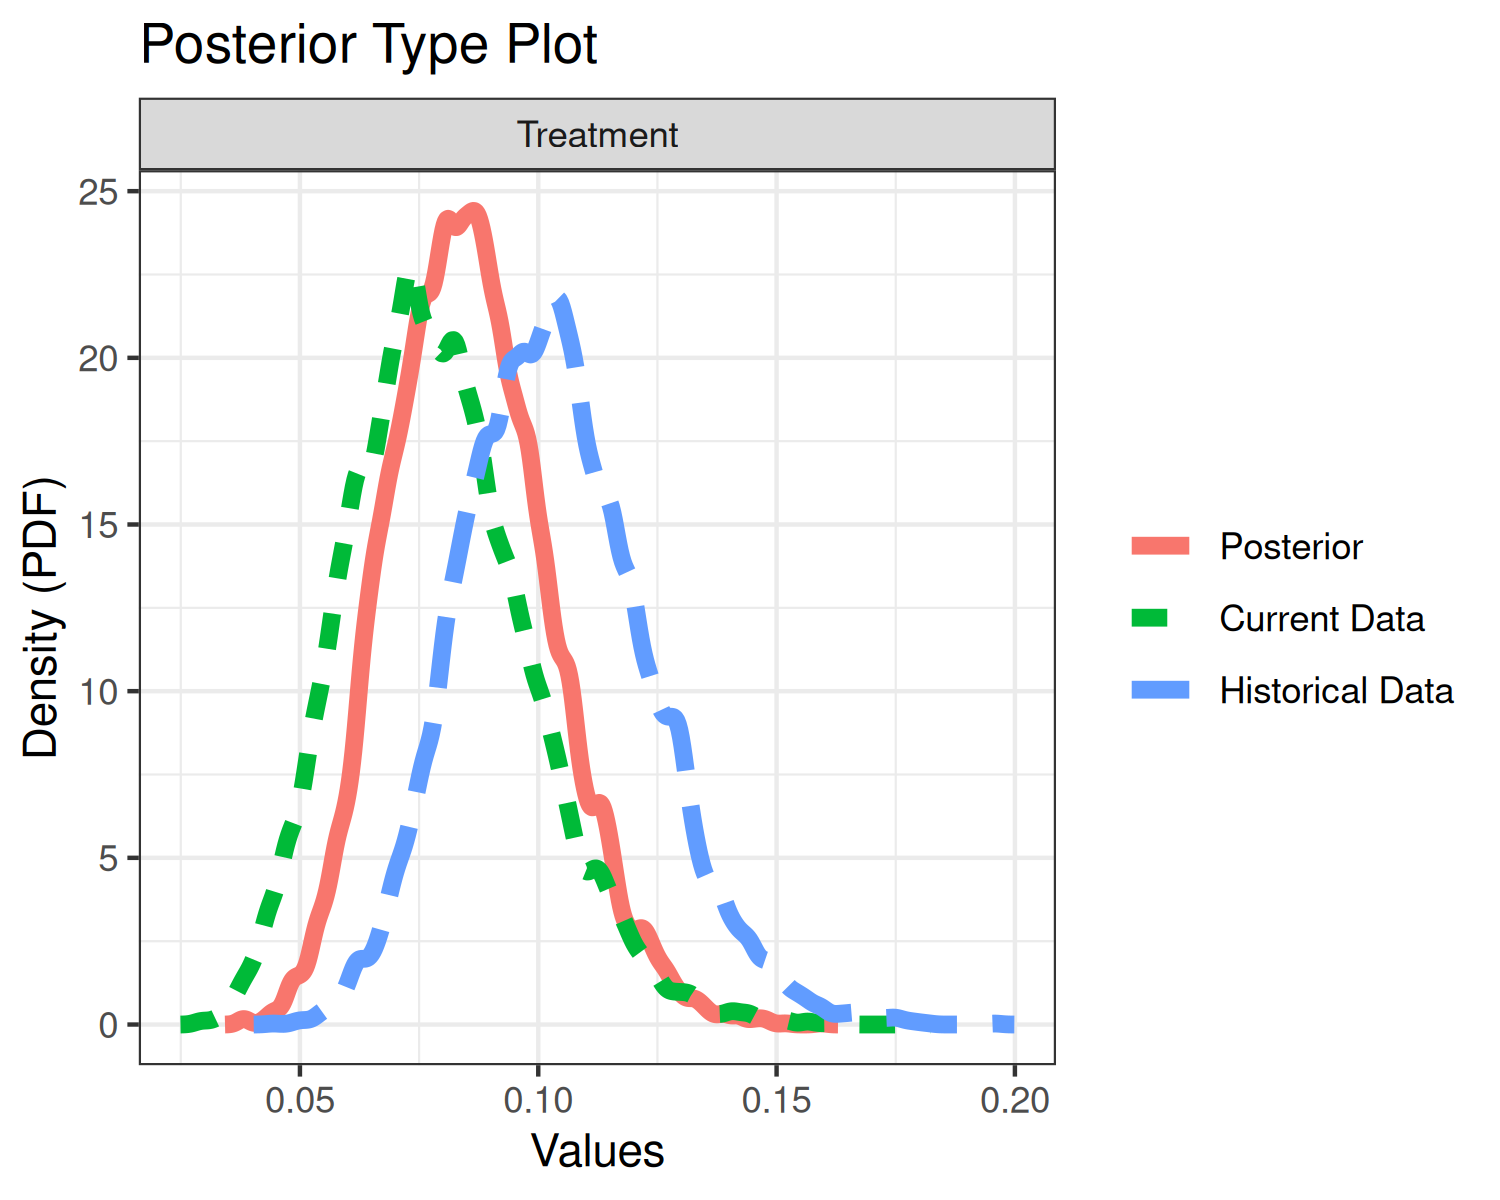 Posterior Type Plot
Treatment
25
20
15
10
5
0
Density (PDF)
0.05 0.10 0.15 0.20
Values
Posterior
Current Data
Historical Data